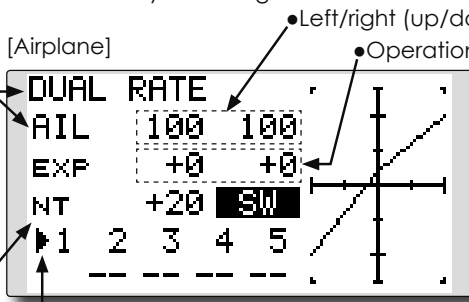 ●Left/right (up/do
[Airplane]
●Operation
DUAL RATE
AIL 100 100
EXP +0 +0
NT +20 SW
▶1 2 3 4 5
-- -- -- -- --